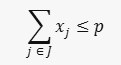 ∑_{j ∈ J} x_j ≤ p